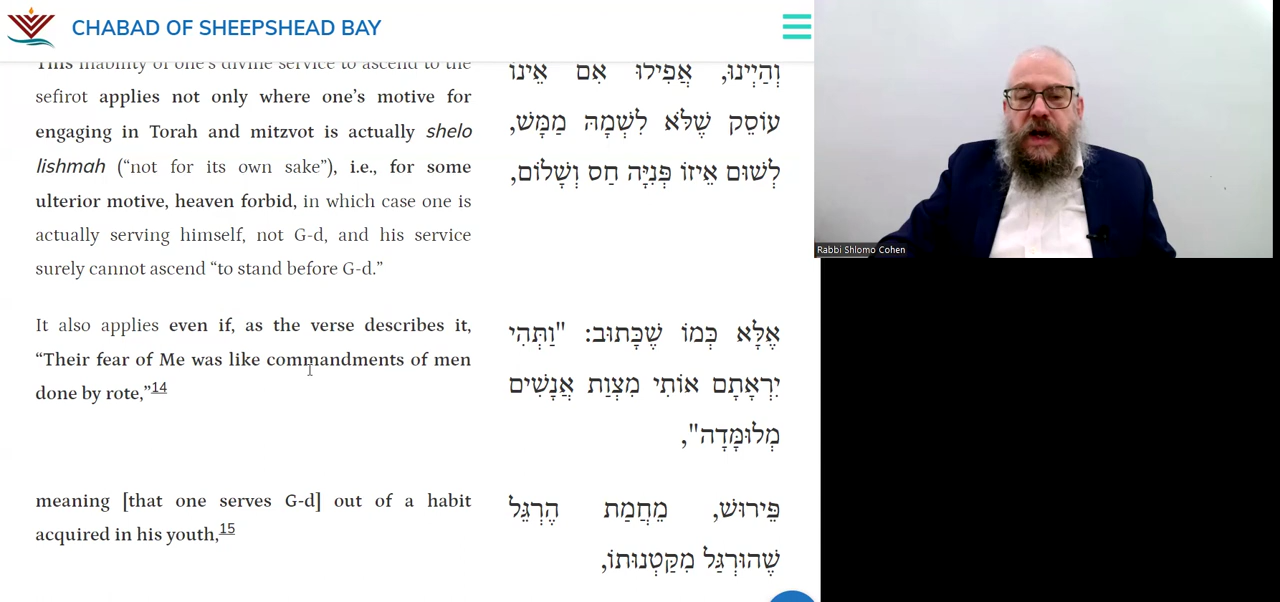 CHABAD OF SHEEPSHEAD BAY
This inability of one's divine service to ascend to the
sefirot applies not only where one's motive for
engaging in Torah and mitzvot is actually shelo
lishmah (“not for its own sake”), i.e., for some
ulterior motive, heaven forbid, in which case one is
actually serving himself, not G-d, and his service
surely cannot ascend “to stand before G-d.”
It also applies even if, as the verse describes it,
“Their fear of Me was like commandments of men
done by rote,”14
meaning [that one serves G-d] out of a habit
acquired in his youth,15
וְהַיְינוּ, אֲפִילוּ אִם אֵינוֹ
עוֹסֵק שֶׁלֹּא לִשְׁמָהּ מַמָּשׁ,
לְשׁוּם אֵיזוֹ פְּנִיָּה חַס וְשָׁלוֹם,
אֶלָּא כְּמוֹ שֶׁכָּתוּב: "וַתְּהִי
יִרְאָתָם אוֹתִי מִצְוַת אֲנָשִׁים
מְלוּמָּדָה",
פֵּירוּשׁ, מֵחֲמַת הֶרְגֵּל
שֶׁהוּרְגַּל מִקַּטְנוּתוֹ,
Rabbi Shlomo Cohen